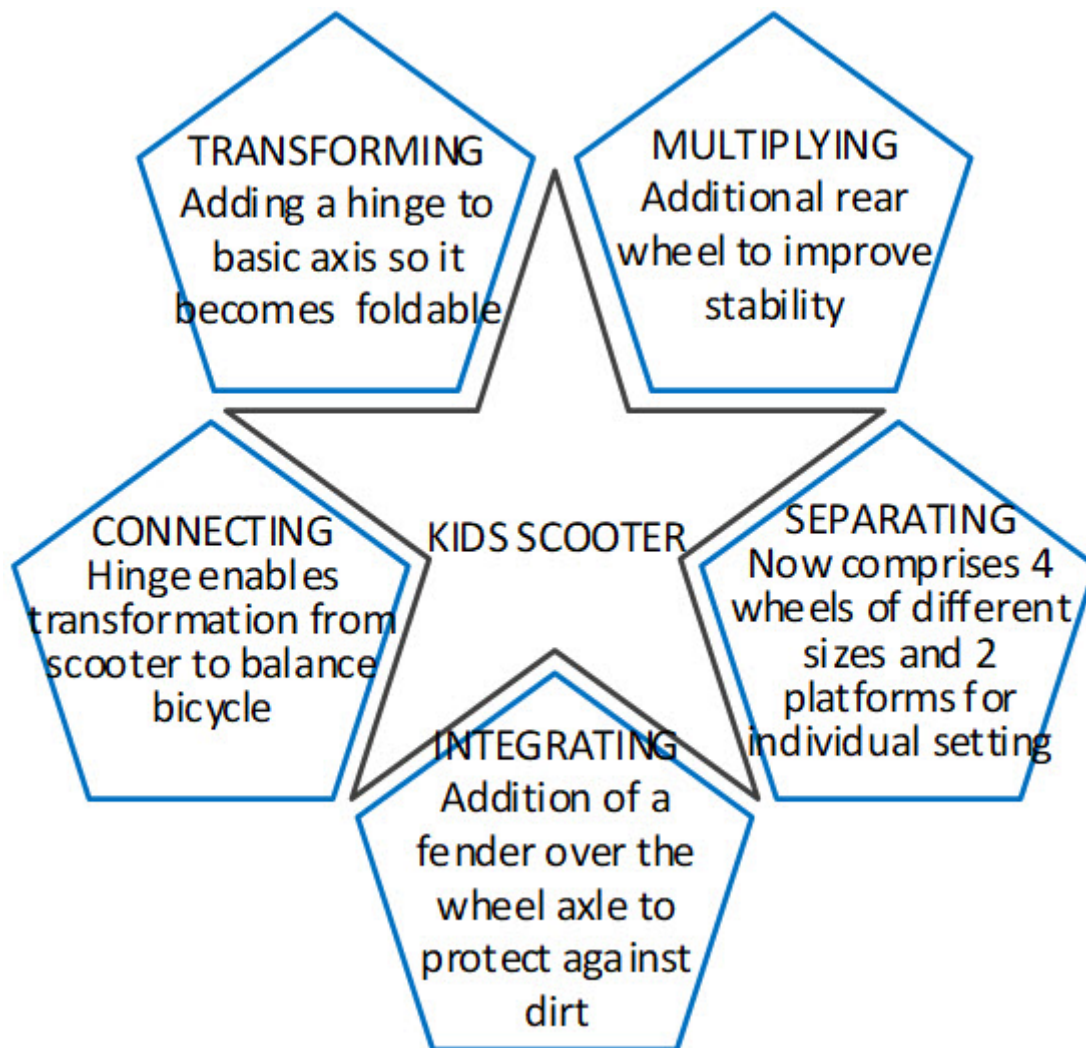 TRANSFORMING
Adding a hinge to
basic axis so it
becomes foldable
MULTIPLYING
Additional rear
wheel to improve
stability
CONNECTING
Hinge enables
transformation from
scooter to balance
bicycle
KIDS SCOOTER
SEPARATING
Now comprises 4
wheels of different
sizes and 2
platforms for
individual setting
INTEGRATING
Addition of a
fender over the
wheel axle to
protect against
dirt